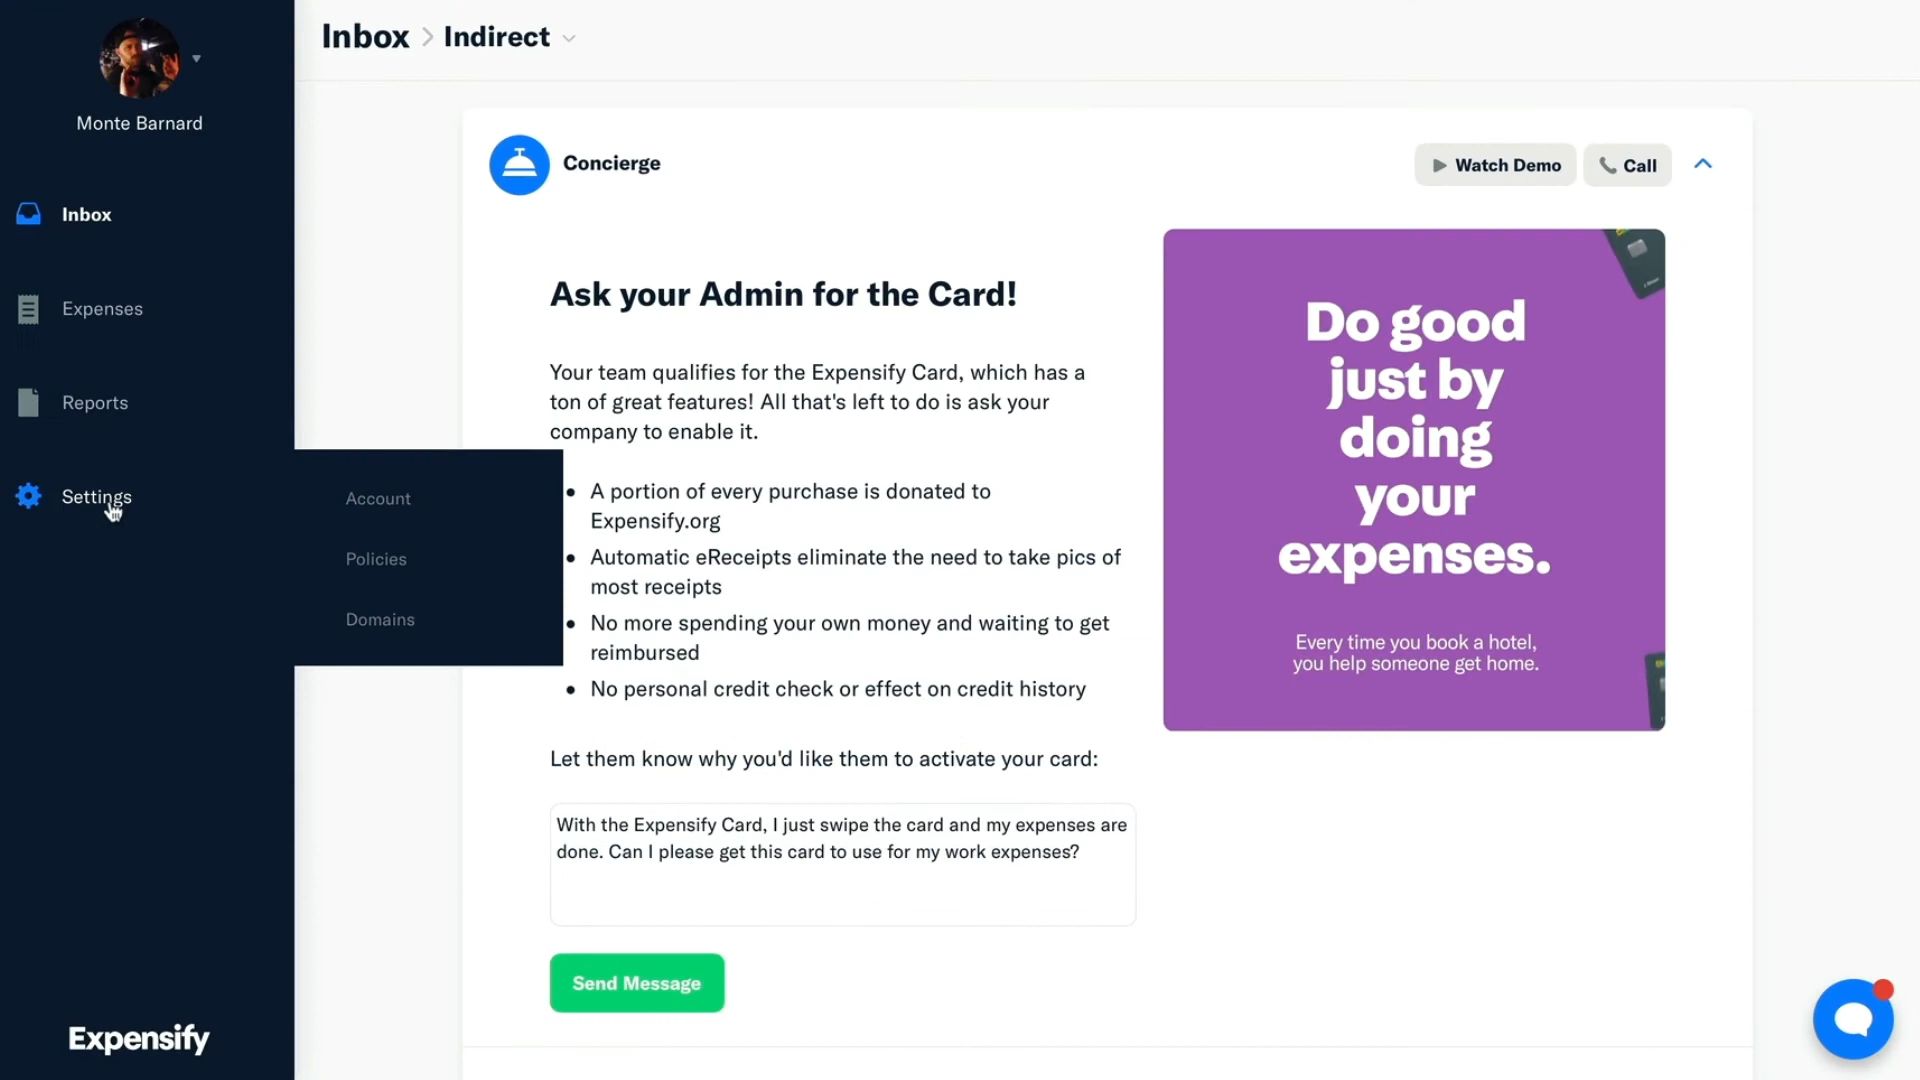 Monte Barnard
Inbox
Expenses
Reports
Settings
Account
Policies
Domains
Expensify
Inbox > Indirect
Concierge
Watch Demo
Call
Ask your Admin for the Card!
Your team qualifies for the Expensify Card, which has a
ton of great features! All that's left to do is ask your
company to enable it.
• A portion of every purchase is donated to
Expensify.org
• Automatic eReceipts eliminate the need to take pics of
most receipts
• No more spending your own money and waiting to get
reimbursed
• No personal credit check or effect on credit history
Let them know why you'd like them to activate your card:
With the Expensify Card, I just swipe the card and my expenses are
done. Can I please get this card to use for my work expenses?
Send Message
Do good
just by
doing
your
expenses.
Every time you book a hotel,
you help someone get home.